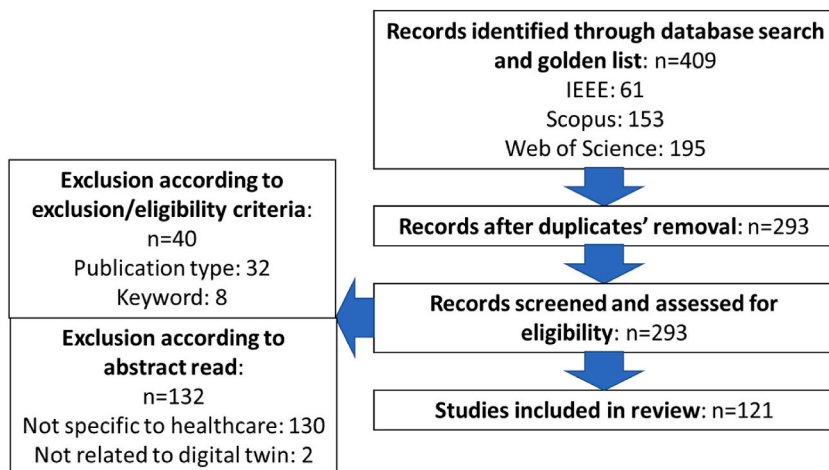 Records identified through database search
and golden list: n=409
IEEE: 61
Scopus: 153
Web of Science: 195
Records after duplicates’ removal: n=293
Records screened and assessed for
eligibility: n=293
Exclusion according to
exclusion/eligibility criteria:
n=40
Publication type: 32
Keyword: 8
Exclusion according to
abstract read:
n=132
Not specific to healthcare: 130
Not related to digital twin: 2
Studies included in review: n=121